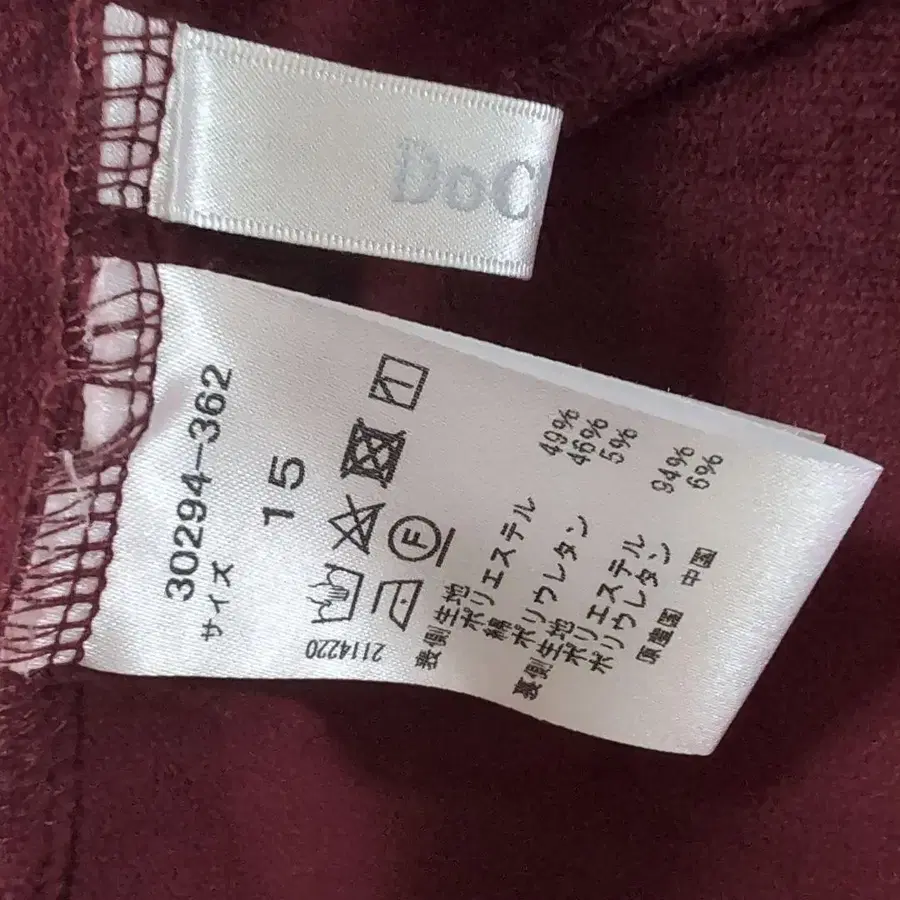 DoC
30294-362
サイズ
15
2114220
F
表側生地
ポリエステル 49%
綿 46%
ポリウレタン 5%
裏側生地
ポリエステル 94%
ポリウレタン 6%
原産国 中国